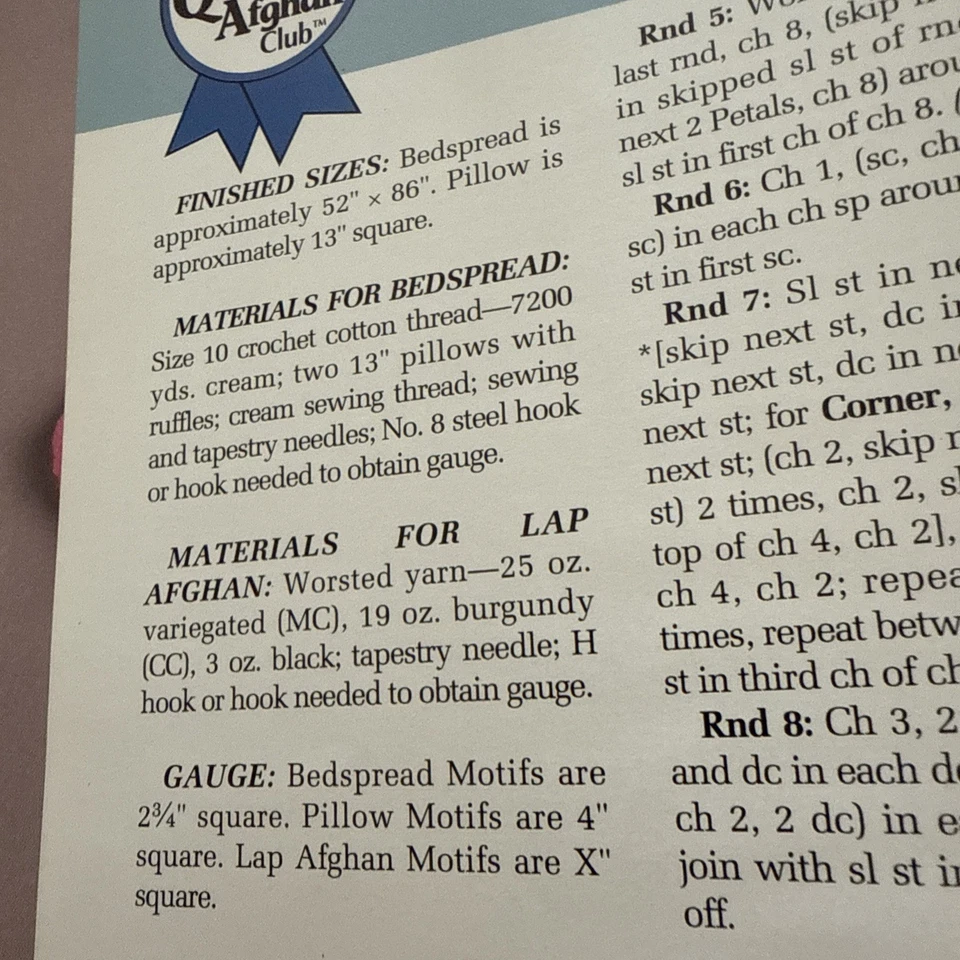 Afghan
Club™
FINISHED SIZES: Bedspread is
approximately 52" × 86". Pillow is
approximately 13" square.
MATERIALS FOR BEDSPREAD:
Size 10 crochet cotton thread—7200
yds. cream; two 13" pillows with
ruffles; cream sewing thread; sewing
and tapestry needles; No. 8 steel hook
or hook needed to obtain gauge.
MATERIALS FOR LAP
AFGHAN: Worsted yarn—25 oz.
variegated (MC), 19 oz. burgundy
(CC), 3 oz. black; tapestry needle; H
hook or hook needed to obtain gauge.
GAUGE: Bedspread Motifs are
2¾" square. Pillow Motifs are 4"
square. Lap Afghan Motifs are X"
square.
Rnd 5:
last rnd, ch 8, (skip
in skipped sl st of
next 2 Petals, ch 8)
sl st in first ch of ch 8. (
Rnd 6: Ch 1, (sc, ch
sc) in each ch sp
st in first sc.
Rnd 7: Sl st in
*[skip next st, dc
skip next st, dc in
next st; for Corner,
next st; (ch 2, skip
st) 2 times, ch 2,
top of ch 4, ch 2],
ch 4, ch 2;
times, repeat
st in third ch of
Rnd 8: Ch 3, 2
and dc in each
ch 2, 2 dc) in
join with sl st
off.